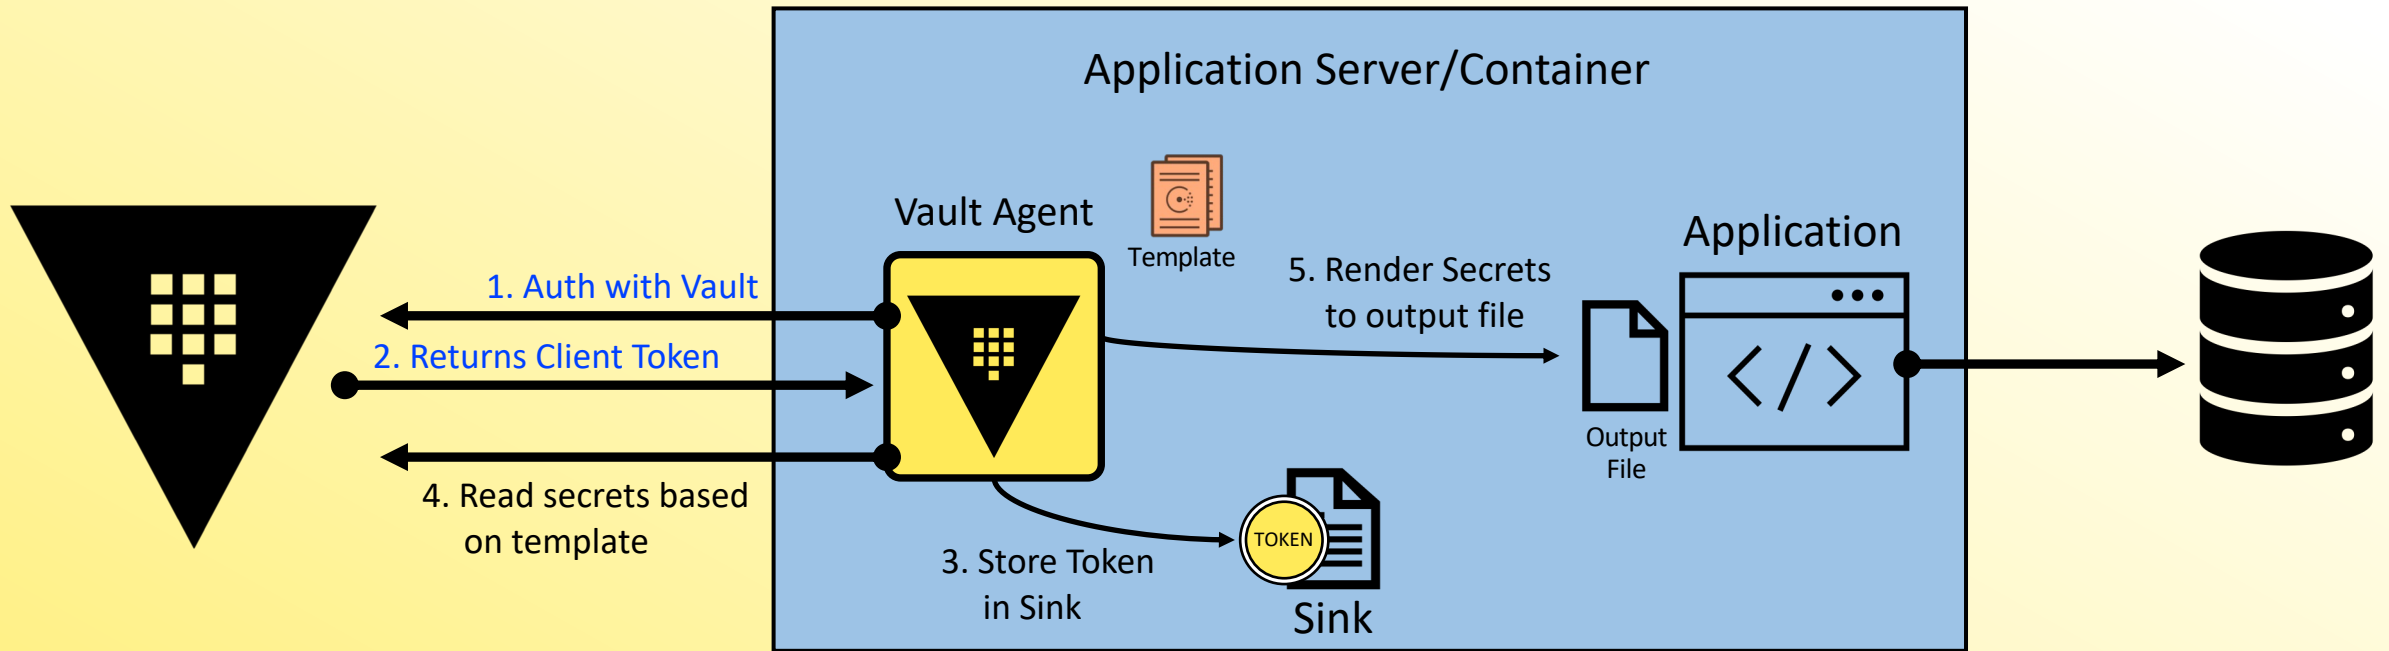 Application Server/Container
Vault Agent
Template
Application
1. Auth with Vault
2. Returns Client Token
5. Render Secrets
to output file
Output
File
4. Read secrets based
on template
TOKEN
3. Store Token
in Sink
Sink